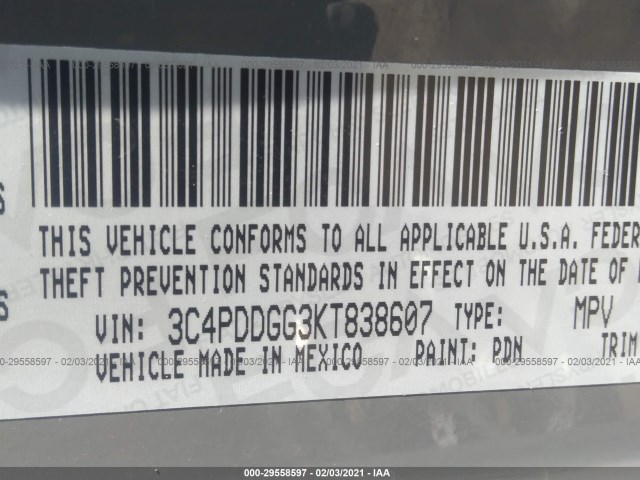 THIS VEHICLE CONFORMS TO ALL APPLICABLE U.S.A. FEDER
THEFT PREVENTION STANDARDS IN EFFECT ON THE DATE OF
VIN: 3C4PDDGG3KT838607 TYPE: MPV
VEHICLE MADE IN MEXICO PAINT: PDN TRIM
000-29558597 - 02/03/2021 - IAA